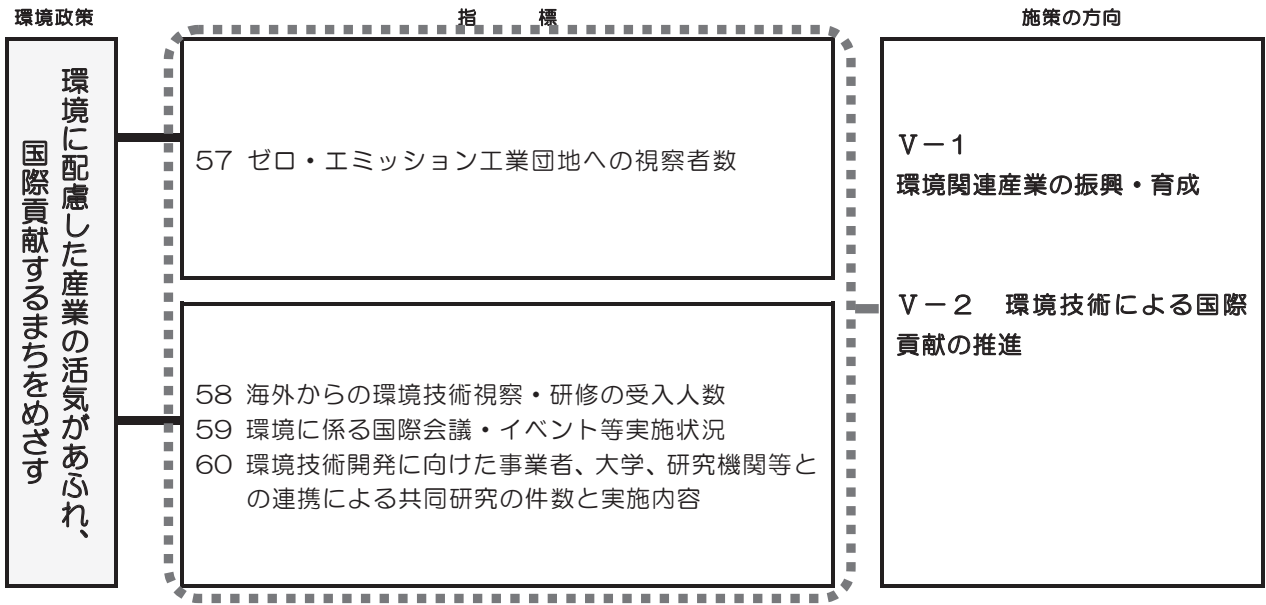 環境政策
指　　標
施策の方向
環境に配慮した産業の活気があふれ、
国際貢献するまちをめざす
57 ゼロ・エミッション工業団地への視察者数
58 海外からの環境技術視察・研修の受入人数
59 環境に係る国際会議・イベント等実施状況
60 環境技術開発に向けた事業者、大学、研究機関等と
の連携による共同研究の件数と実施内容
Ⅴ－１
環境関連産業の振興・育成
Ⅴ－２　環境技術による国際
貢献の推進